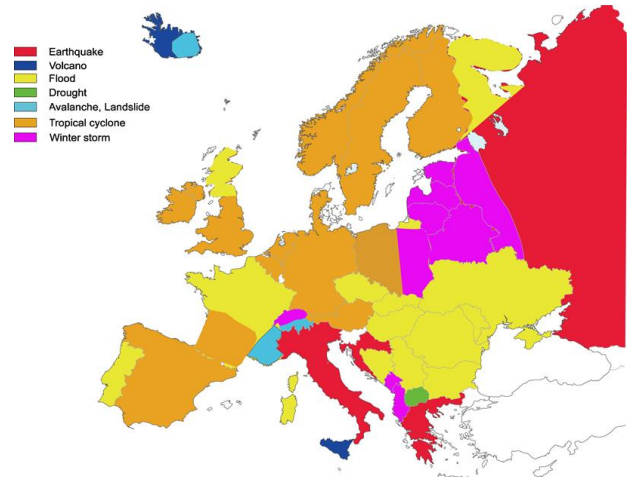 Earthquake
Volcano
Flood
Drought
Avalanche, Landslide
Tropical cyclone
Winter storm